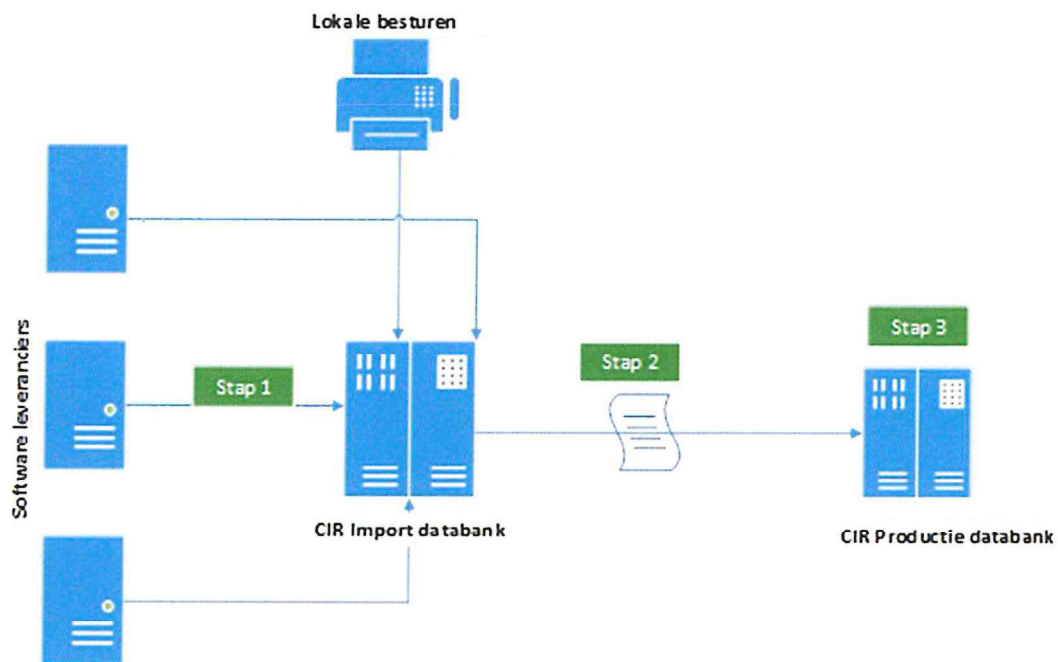 Lokale besturen
Stap 3
Stap 2
Stap 1
Software leveranciers
CIR Import databank
CIR Productie databank